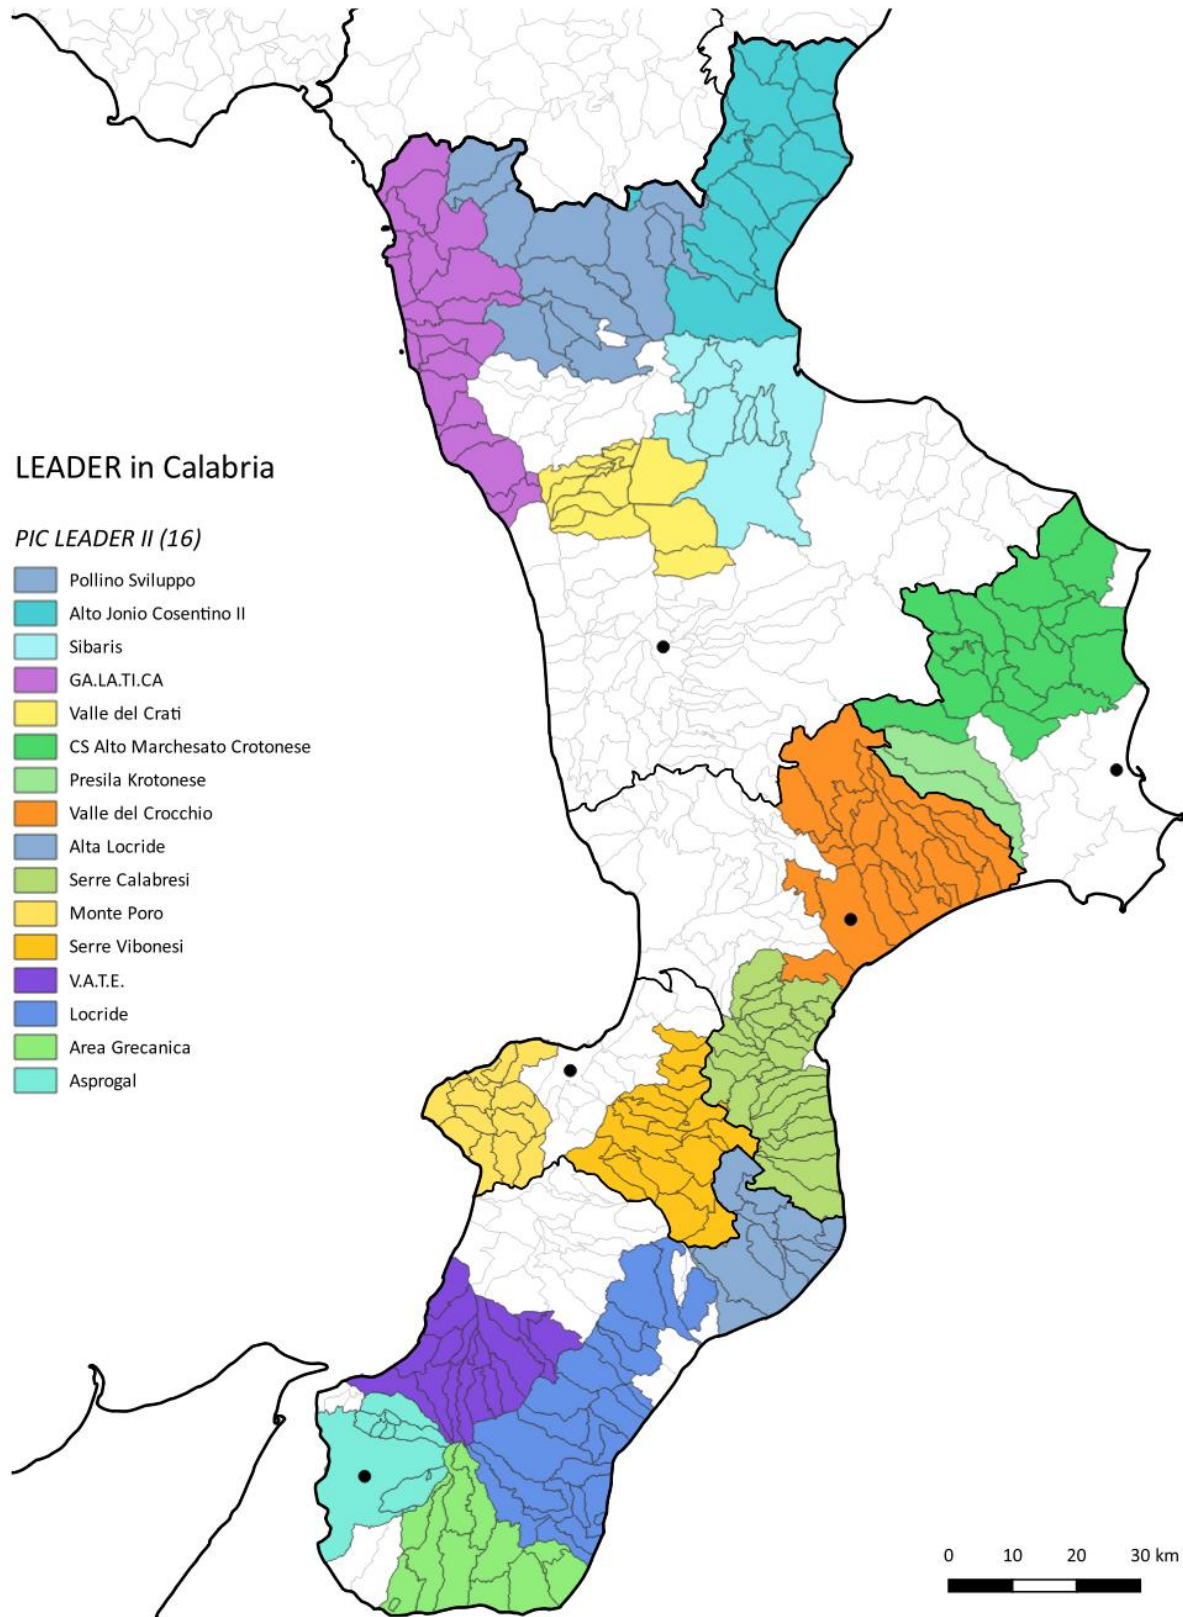 LEADER in Calabria
PIC LEADER II (16)
Pollino Sviluppo
Alto Jonio Cosentino II
Sibaris
GA.LA.TI.CA
Valle del Crati
CS Alto Marchesato Crotonese
Presila Krotonese
Valle del Crocchio
Alta Locride
Serre Calabresi
Monte Poro
Serre Vibonesi
V.A.T.E.
Locride
Area Grecanica
Asprogal
0 10 20 30 km